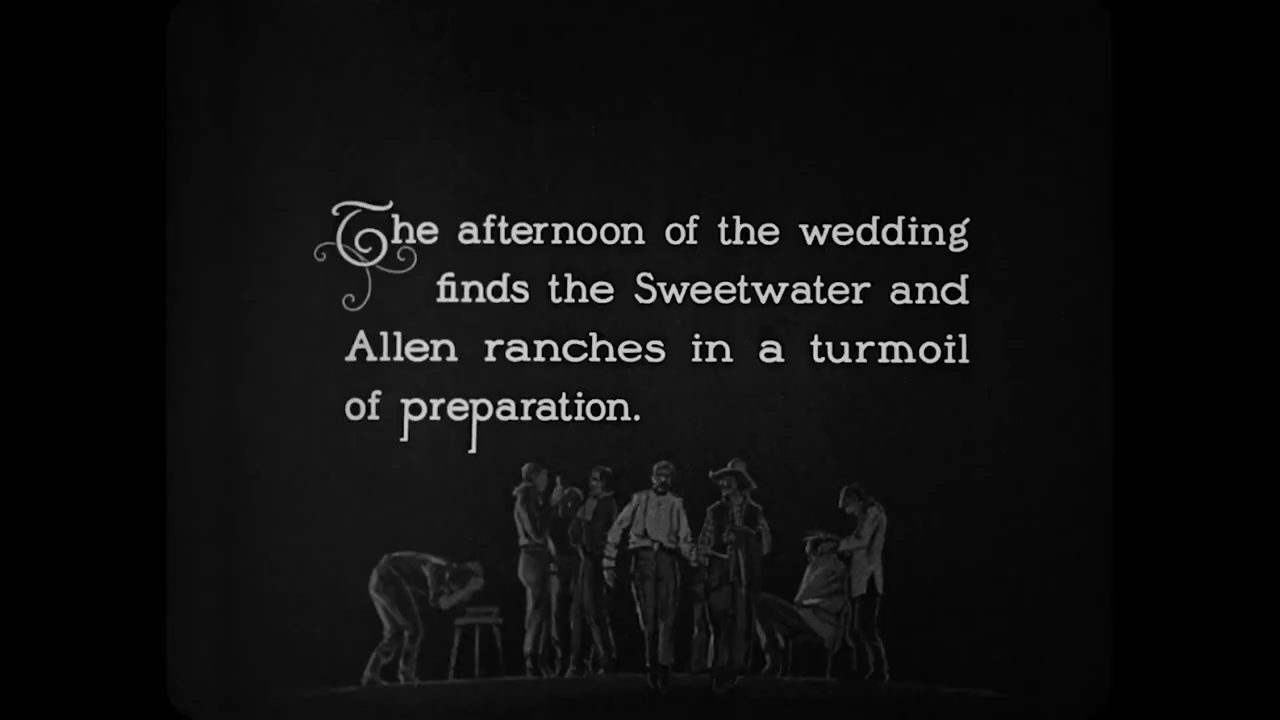 The afternoon of the wedding
finds the Sweetwater and
Allen ranches in a turmoil
of preparation.